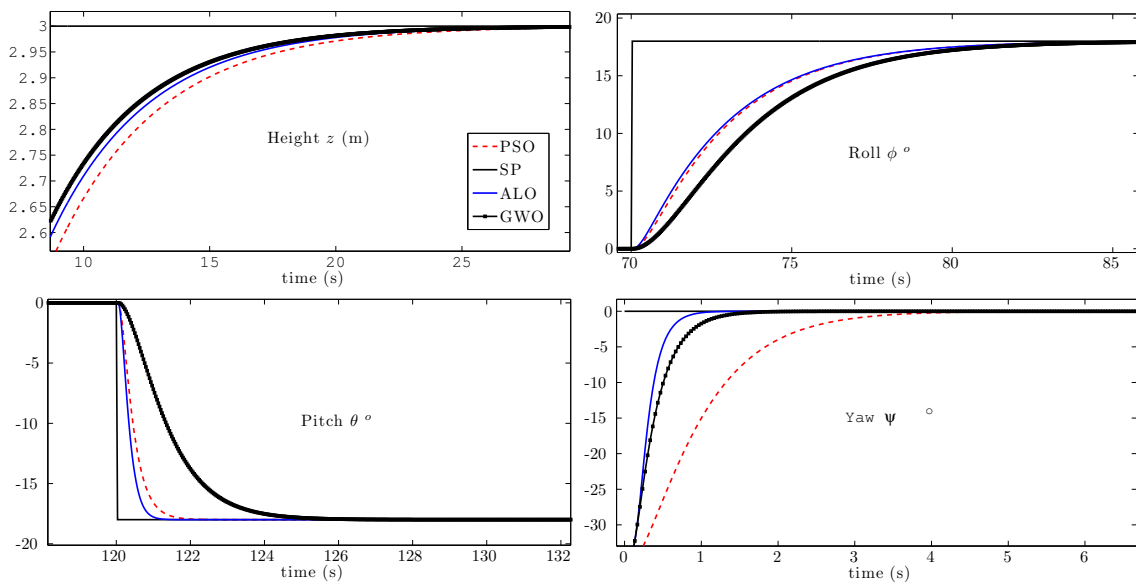 3
2.95
2.9
2.85
2.8
2.75
2.7
2.65
2.6
Height z (m)
PSO
SP
ALO
GWO
10 15 20 25
time (s)
20
15
10
5
0
Roll ϕ o
70 75 80 85
time (s)
0
-5
-10
-15
-20
Pitch θ o
120 122 124 126 128 130 132
time (s)
0
-5
-10
-15
-20
-25
-30
Yaw ψ °
0 1 2 3 4 5 6
time (s)